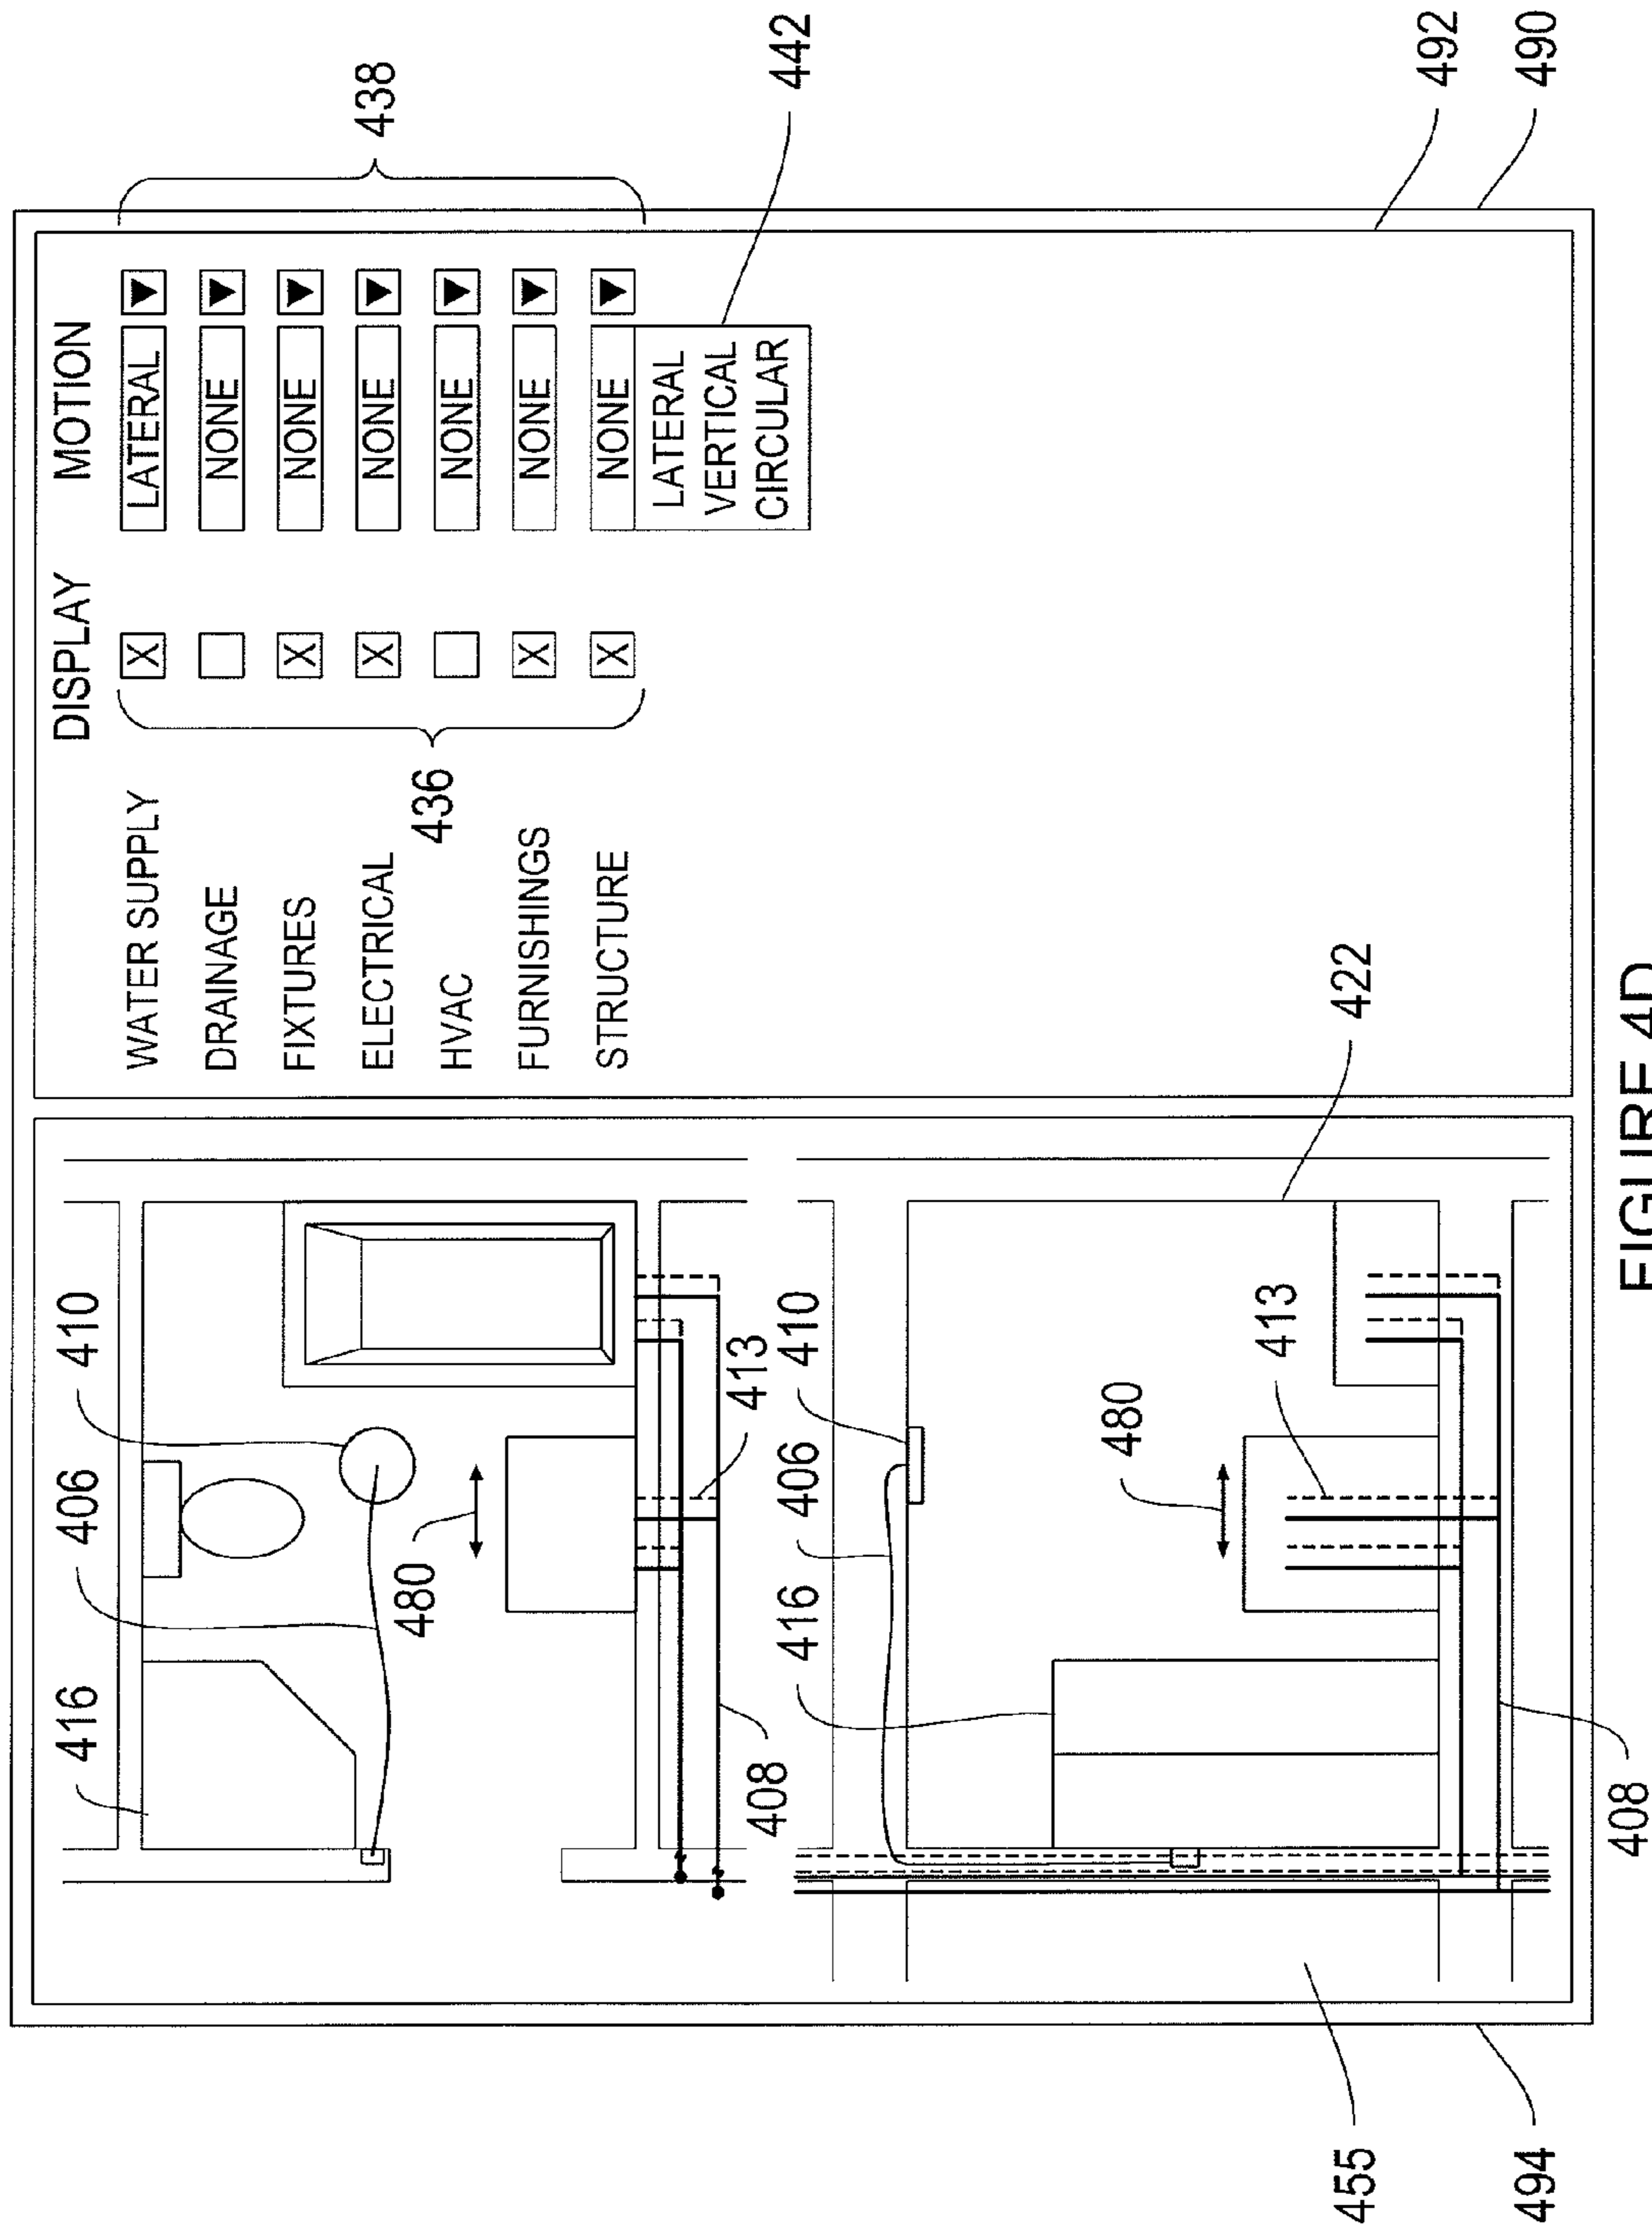 416
406
410
480
413
408
416
406
410
480
413
422
408
455
494
DISPLAY MOTION
WATER SUPPLY X LATERAL ▼
DRAINAGE NONE ▼
FIXTURES X NONE ▼
ELECTRICAL X NONE ▼
HVAC NONE ▼
FURNISHINGS X NONE ▼
STRUCTURE X NONE ▼
LATERAL
VERTICAL
CIRCULAR
436
438
442
492
490
FIGURE 4D